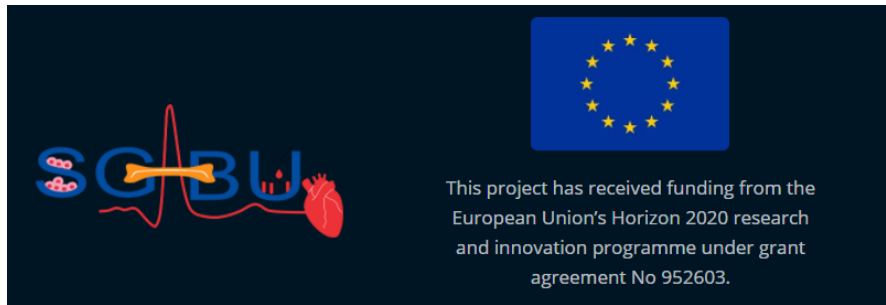 SGABU
This project has received funding from the
European Union’s Horizon 2020 research
and innovation programme under grant
agreement No 952603.